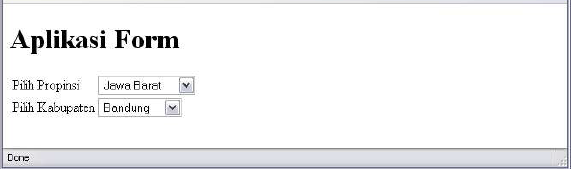 Aplikasi Form
Pilih Propinsi Jawa Barat
Pilih Kabupaten Bandung
Done